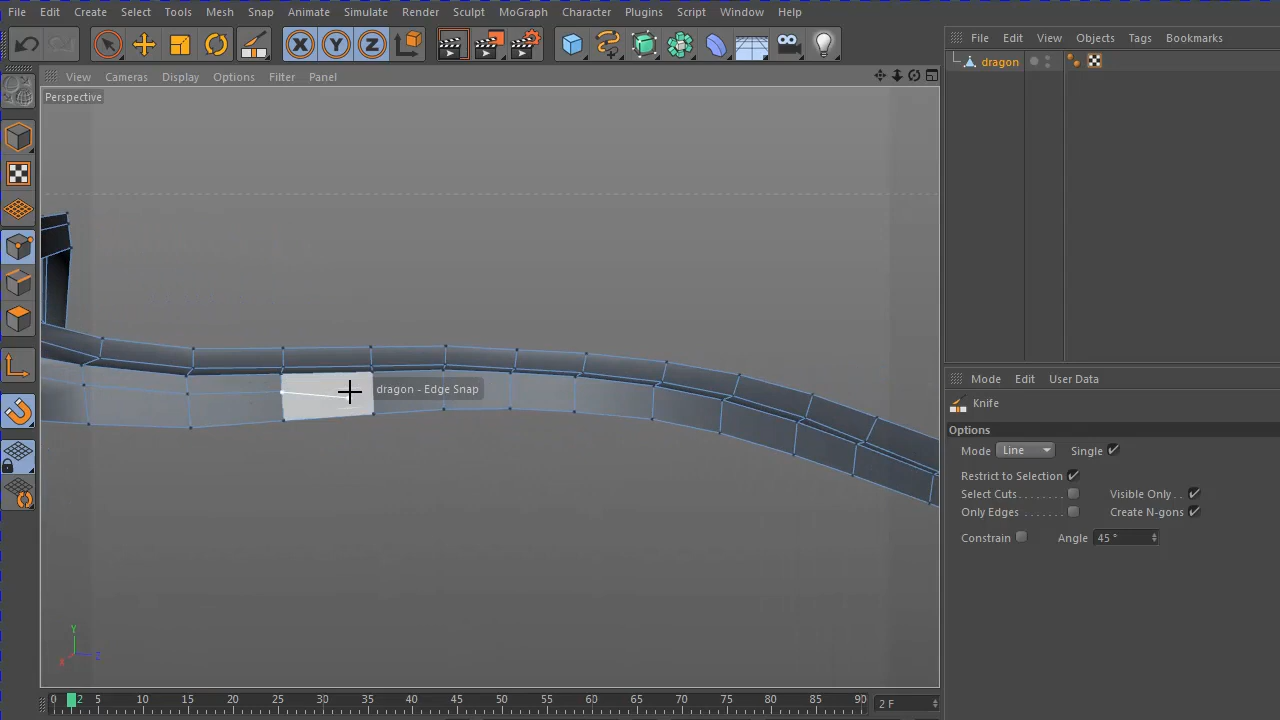 File Edit Create Select Tools Mesh Snap Animate Simulate Render Sculpt MoGraph Character Plugins Script Window Help
X Y Z
File Edit View Objects Tags Bookmarks
dragon
View Cameras Display Options Filter Panel
Perspective
dragon - Edge Snap
Mode Edit User Data
Knife
Options
Mode Line Single
Restrict to Selection
Select Cuts Visible Only
Only Edges Create N-gons
Constrain Angle 45 °
Y
X Z
0 2 5 10 15 20 25 30 35 40 45 50 55 60 65 70 75 80 85 90 2 F